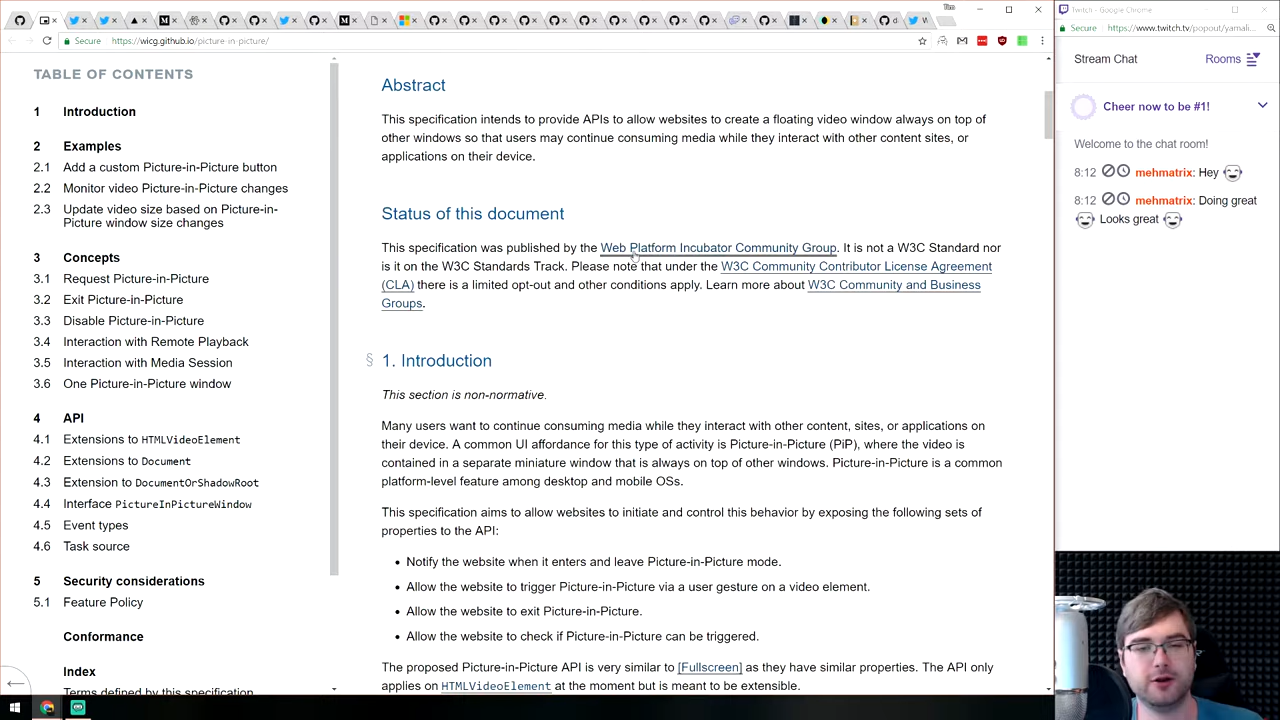 Tim
Secure
https://wicg.github.io/picture-in-picture/
TABLE OF CONTENTS
1 Introduction
2 Examples
2.1 Add a custom Picture-in-Picture button
2.2 Monitor video Picture-in-Picture changes
2.3 Update video size based on Picture-in-
Picture window size changes
3 Concepts
3.1 Request Picture-in-Picture
3.2 Exit Picture-in-Picture
3.3 Disable Picture-in-Picture
3.4 Interaction with Remote Playback
3.5 Interaction with Media Session
3.6 One Picture-in-Picture window
4 API
4.1 Extensions to HTMLVideoElement
4.2 Extensions to Document
4.3 Extension to DocumentOrShadowRoot
4.4 Interface PictureInPictureWindow
4.5 Event types
4.6 Task source
5 Security considerations
5.1 Feature Policy
Conformance
Index
Terms defined by this specification
Abstract
This specification intends to provide APIs to allow websites to create a floating video window always on top of
other windows so that users may continue consuming media while they interact with other content sites, or
applications on their device.
Status of this document
This specification was published by the Web Platform Incubator Community Group. It is not a W3C Standard nor
is it on the W3C Standards Track. Please note that under the W3C Community Contributor License Agreement
(CLA) there is a limited opt-out and other conditions apply. Learn more about W3C Community and Business
Groups.
§ 1. Introduction
This section is non-normative.
Many users want to continue consuming media while they interact with other content, sites, or applications on
their device. A common UI affordance for this type of activity is Picture-in-Picture (PiP), where the video is
contained in a separate miniature window that is always on top of other windows. Picture-in-Picture is a common
platform-level feature among desktop and mobile OSs.
This specification aims to allow websites to initiate and control this behavior by exposing the following sets of
properties to the API:
• Notify the website when it enters and leave Picture-in-Picture mode.
• Allow the website to trigger Picture-in-Picture via a user gesture on a video element.
• Allow the website to exit Picture-in-Picture.
• Allow the website to check if Picture-in-Picture can be triggered.
The proposed Picture-in-Picture API is very similar to [Fullscreen] as they have similar properties. The API only
applies on HTMLVideoElement at the moment but is meant to be extensible.
Twitch - Google Chrome
Secure
https://www.twitch.tv/popout/yamali...
Stream Chat
Rooms
Cheer now to be #1!
Welcome to the chat room!
8:12 mehmatrix: Hey
8:12 mehmatrix: Doing great
Looks great